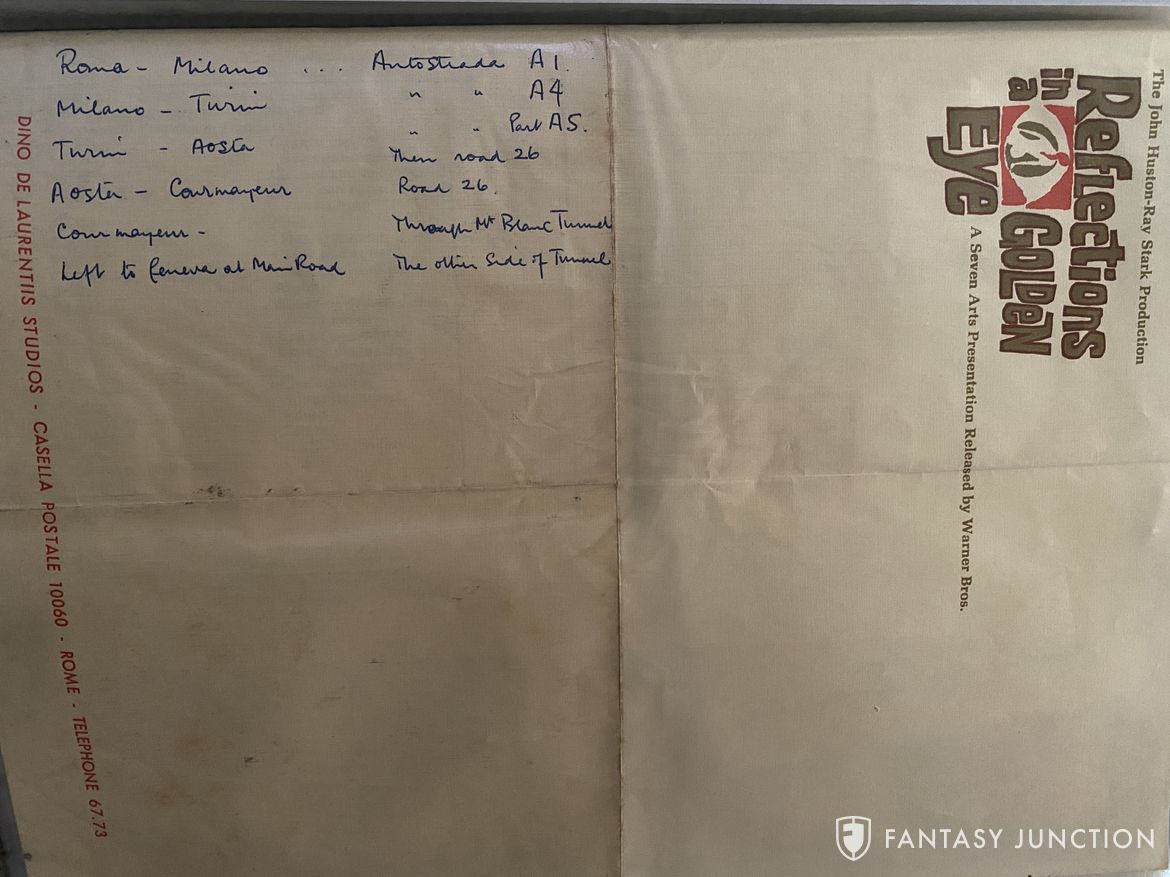 Roma - Milano ... Autostrada A1.
Milano - Turin " " A4
" " Part A5.
Turin - Aosta Then road 26
Aosta - Courmayeur Road 26.
Courmayeur - Through Mt Blanc Tunnel
Left to Geneva at Main Road The other Side of Tunnel
The John Huston-Ray Stark Production
Reflections
in a GOLDEN
EYE
A Seven Arts Presentation Released by Warner Bros.
DINO DE LAURENTIIS STUDIOS - CASELLA POSTALE 10060 - ROME - TELEPHONE 67.73
FANTASY JUNCTION